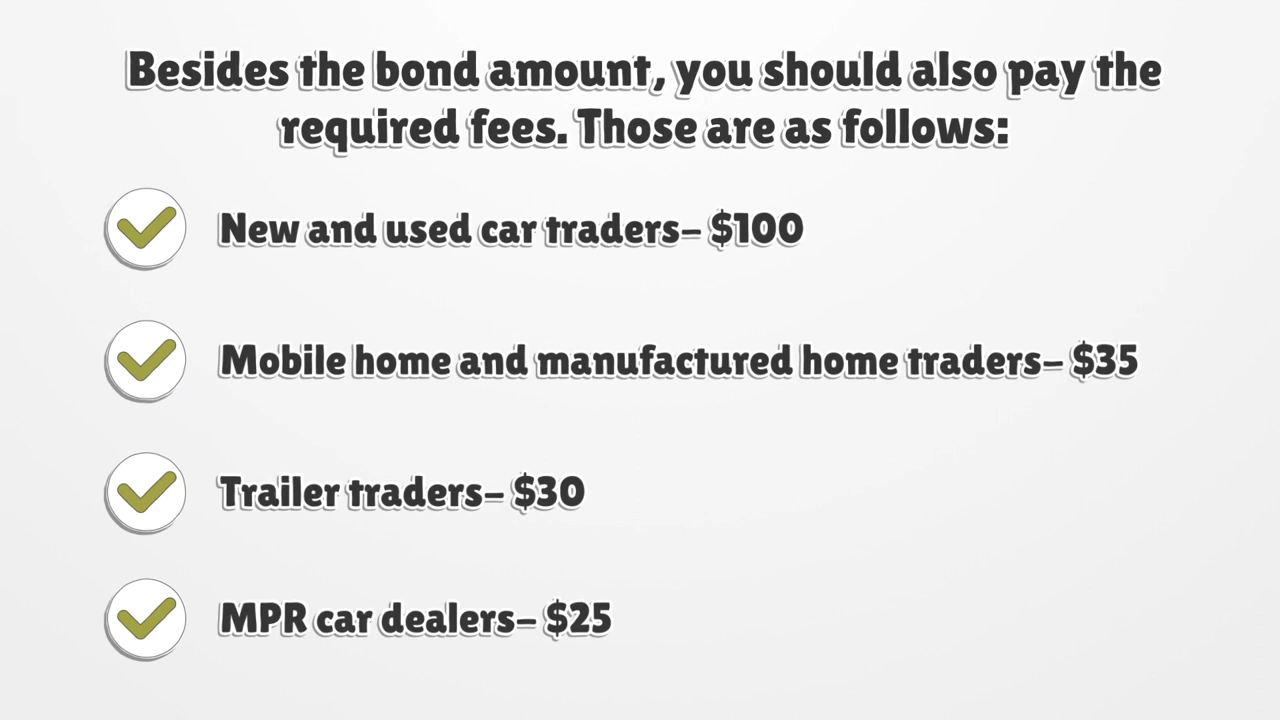 Besides the bond amount, you should also pay the
required fees. Those are as follows:
New and used car traders– $100
Mobile home and manufactured home traders– $35
Trailer traders– $30
MPR car dealers– $25